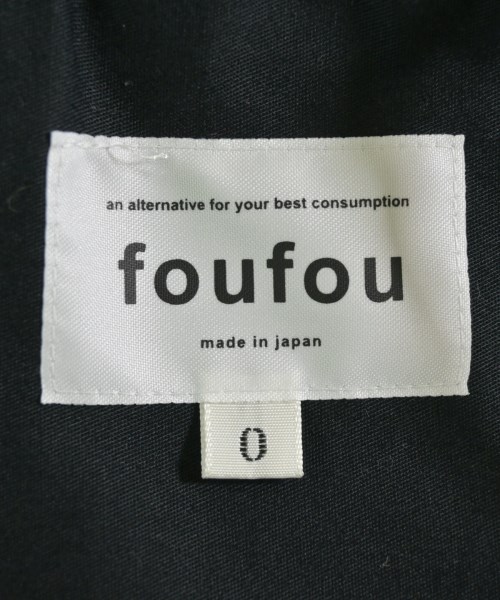 an alternative for your best consumption
foufou
made in japan
0